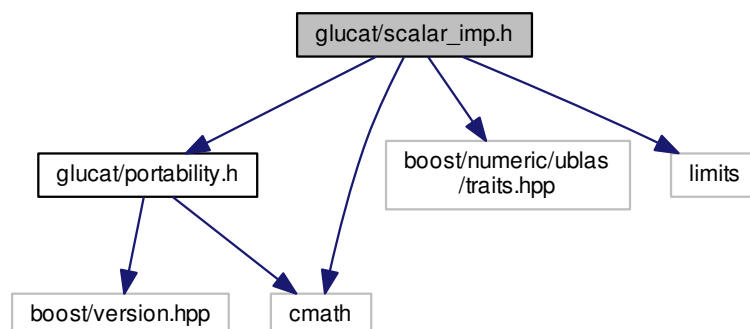 glucat/scalar_imp.h
glucat/portability.h
boost/numeric/ublas
/traits.hpp
limits
boost/version.hpp
cmath